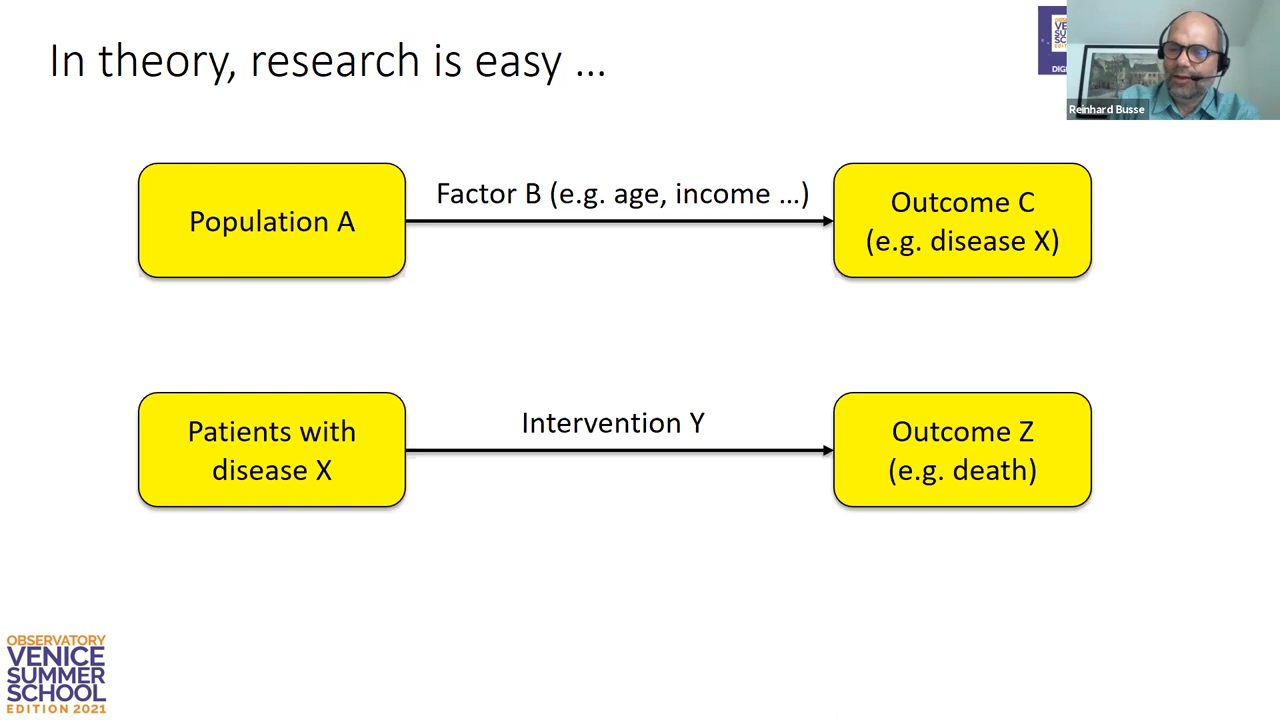 In theory, research is easy ...
Reinhard Busse
Population A
Factor B (e.g. age, income ...)
Outcome C
(e.g. disease X)
Patients with
disease X
Intervention Y
Outcome Z
(e.g. death)
OBSERVATORY
VENICE
SUMMER
SCHOOL
EDITION 2021